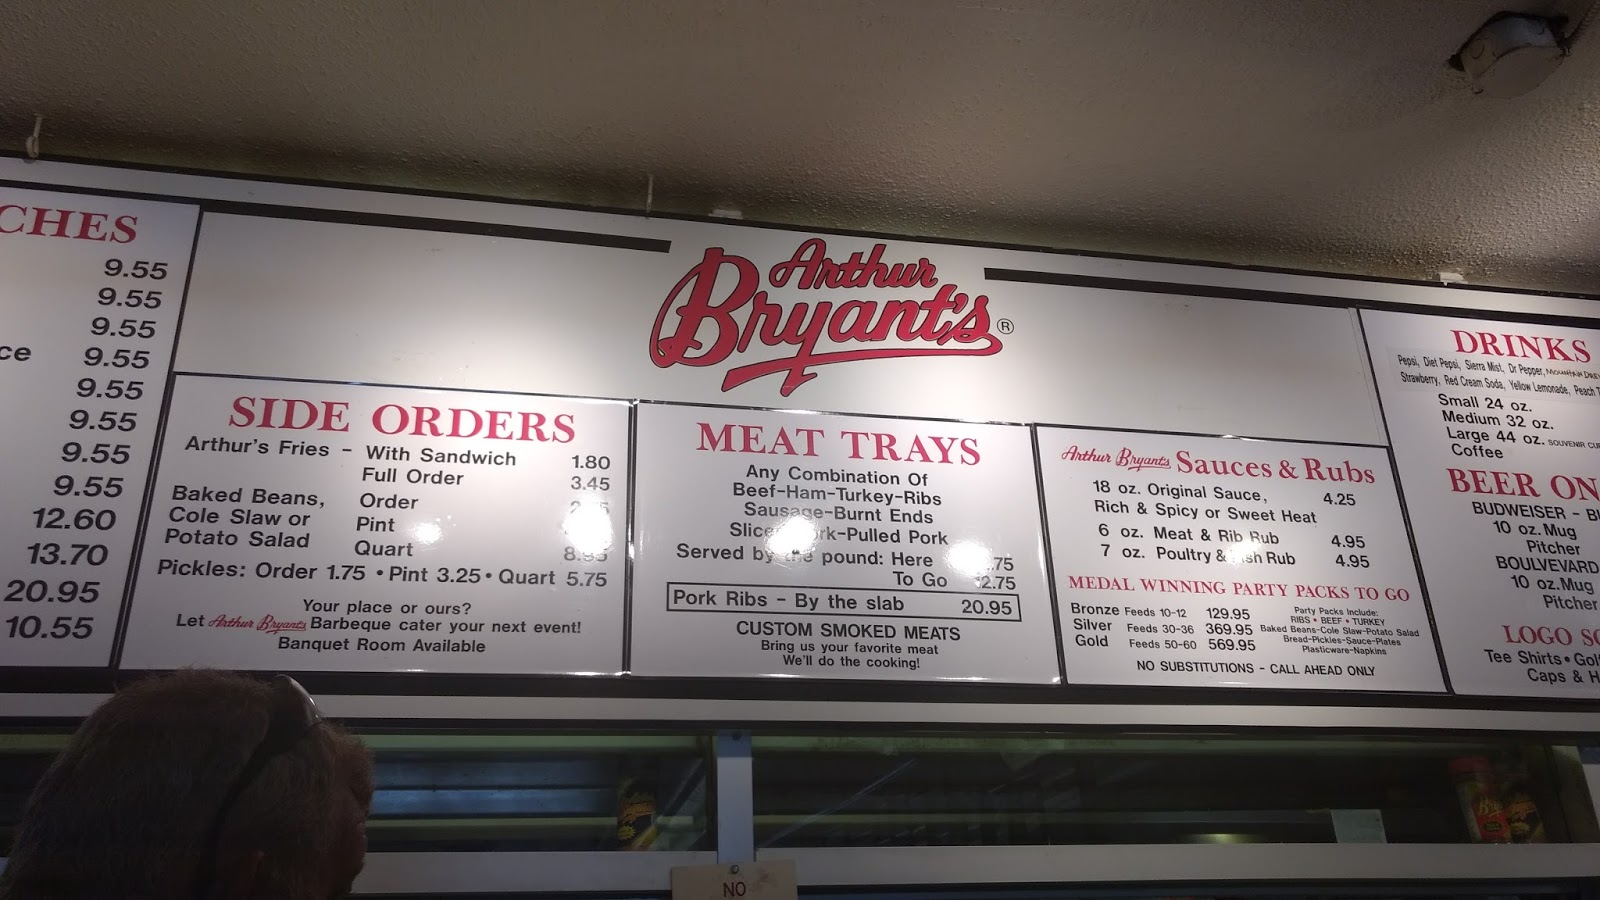 CHES
9.55
9.55
9.55
ce 9.55
9.55
9.55
9.55
9.55
12.60
13.70
20.95
10.55
Arthur
Bryant's®
SIDE ORDERS
Arthur's Fries - With Sandwich 1.80
Full Order 3.45
Baked Beans, Order
Cole Slaw or Pint
Potato Salad Quart
Pickles: Order 1.75 • Pint 3.25 • Quart 5.75
Your place or ours?
Let Arthur Bryant's Barbeque cater your next event!
Banquet Room Available
MEAT TRAYS
Any Combination Of
Beef-Ham-Turkey-Ribs
Sausage-Burnt Ends
Pulled Pork
Served by the pound: Here
To Go
Pork Ribs - By the slab 20.95
CUSTOM SMOKED MEATS
Bring us your favorite meat
We'll do the cooking!
Arthur Bryant's Sauces & Rubs
18 oz. Original Sauce, 4.25
Rich & Spicy or Sweet Heat
6 oz. Meat & Rib Rub 4.95
7 oz. Poultry & Rub 4.95
MEDAL WINNING PARTY PACKS TO GO
Bronze Feeds 10-12 129.95
Silver Feeds 30-36 369.95
Gold Feeds 50-60 569.95
Party Packs Include:
RIBS • BEEF • TURKEY
Baked Beans-Cole Slaw-Potato Salad
Bread-Pickles-Sauce-Plates
Plasticware-Napkins
NO SUBSTITUTIONS - CALL AHEAD ONLY
DRINKS
Pepsi, Diet Pepsi, Sierra Mist, Dr Pepper, MOUNTAIN DEW
Strawberry, Red Cream Soda, Yellow Lemonade, Peach T
Small 24 oz.
Medium 32 oz.
Large 44 oz. SOUVENIR CU
Coffee
BEER ON
BUDWEISER - B
10 oz. Mug
Pitcher
BOULVEVARD
10 oz. Mug
Pitcher
LOGO S
Tee Shirts • Gol
Caps & H
NO